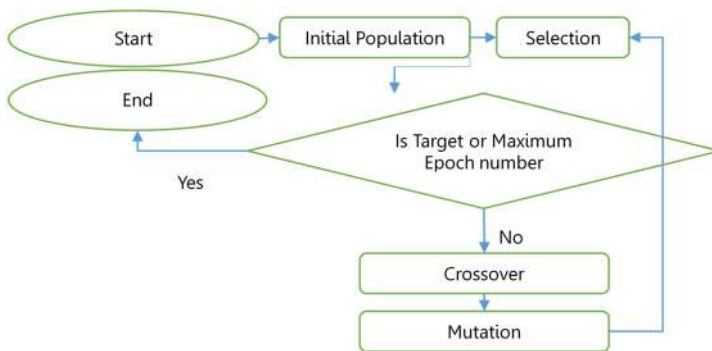 Start
Initial Population
Selection
End
Is Target or Maximum
Epoch number
Yes
No
Crossover
Mutation